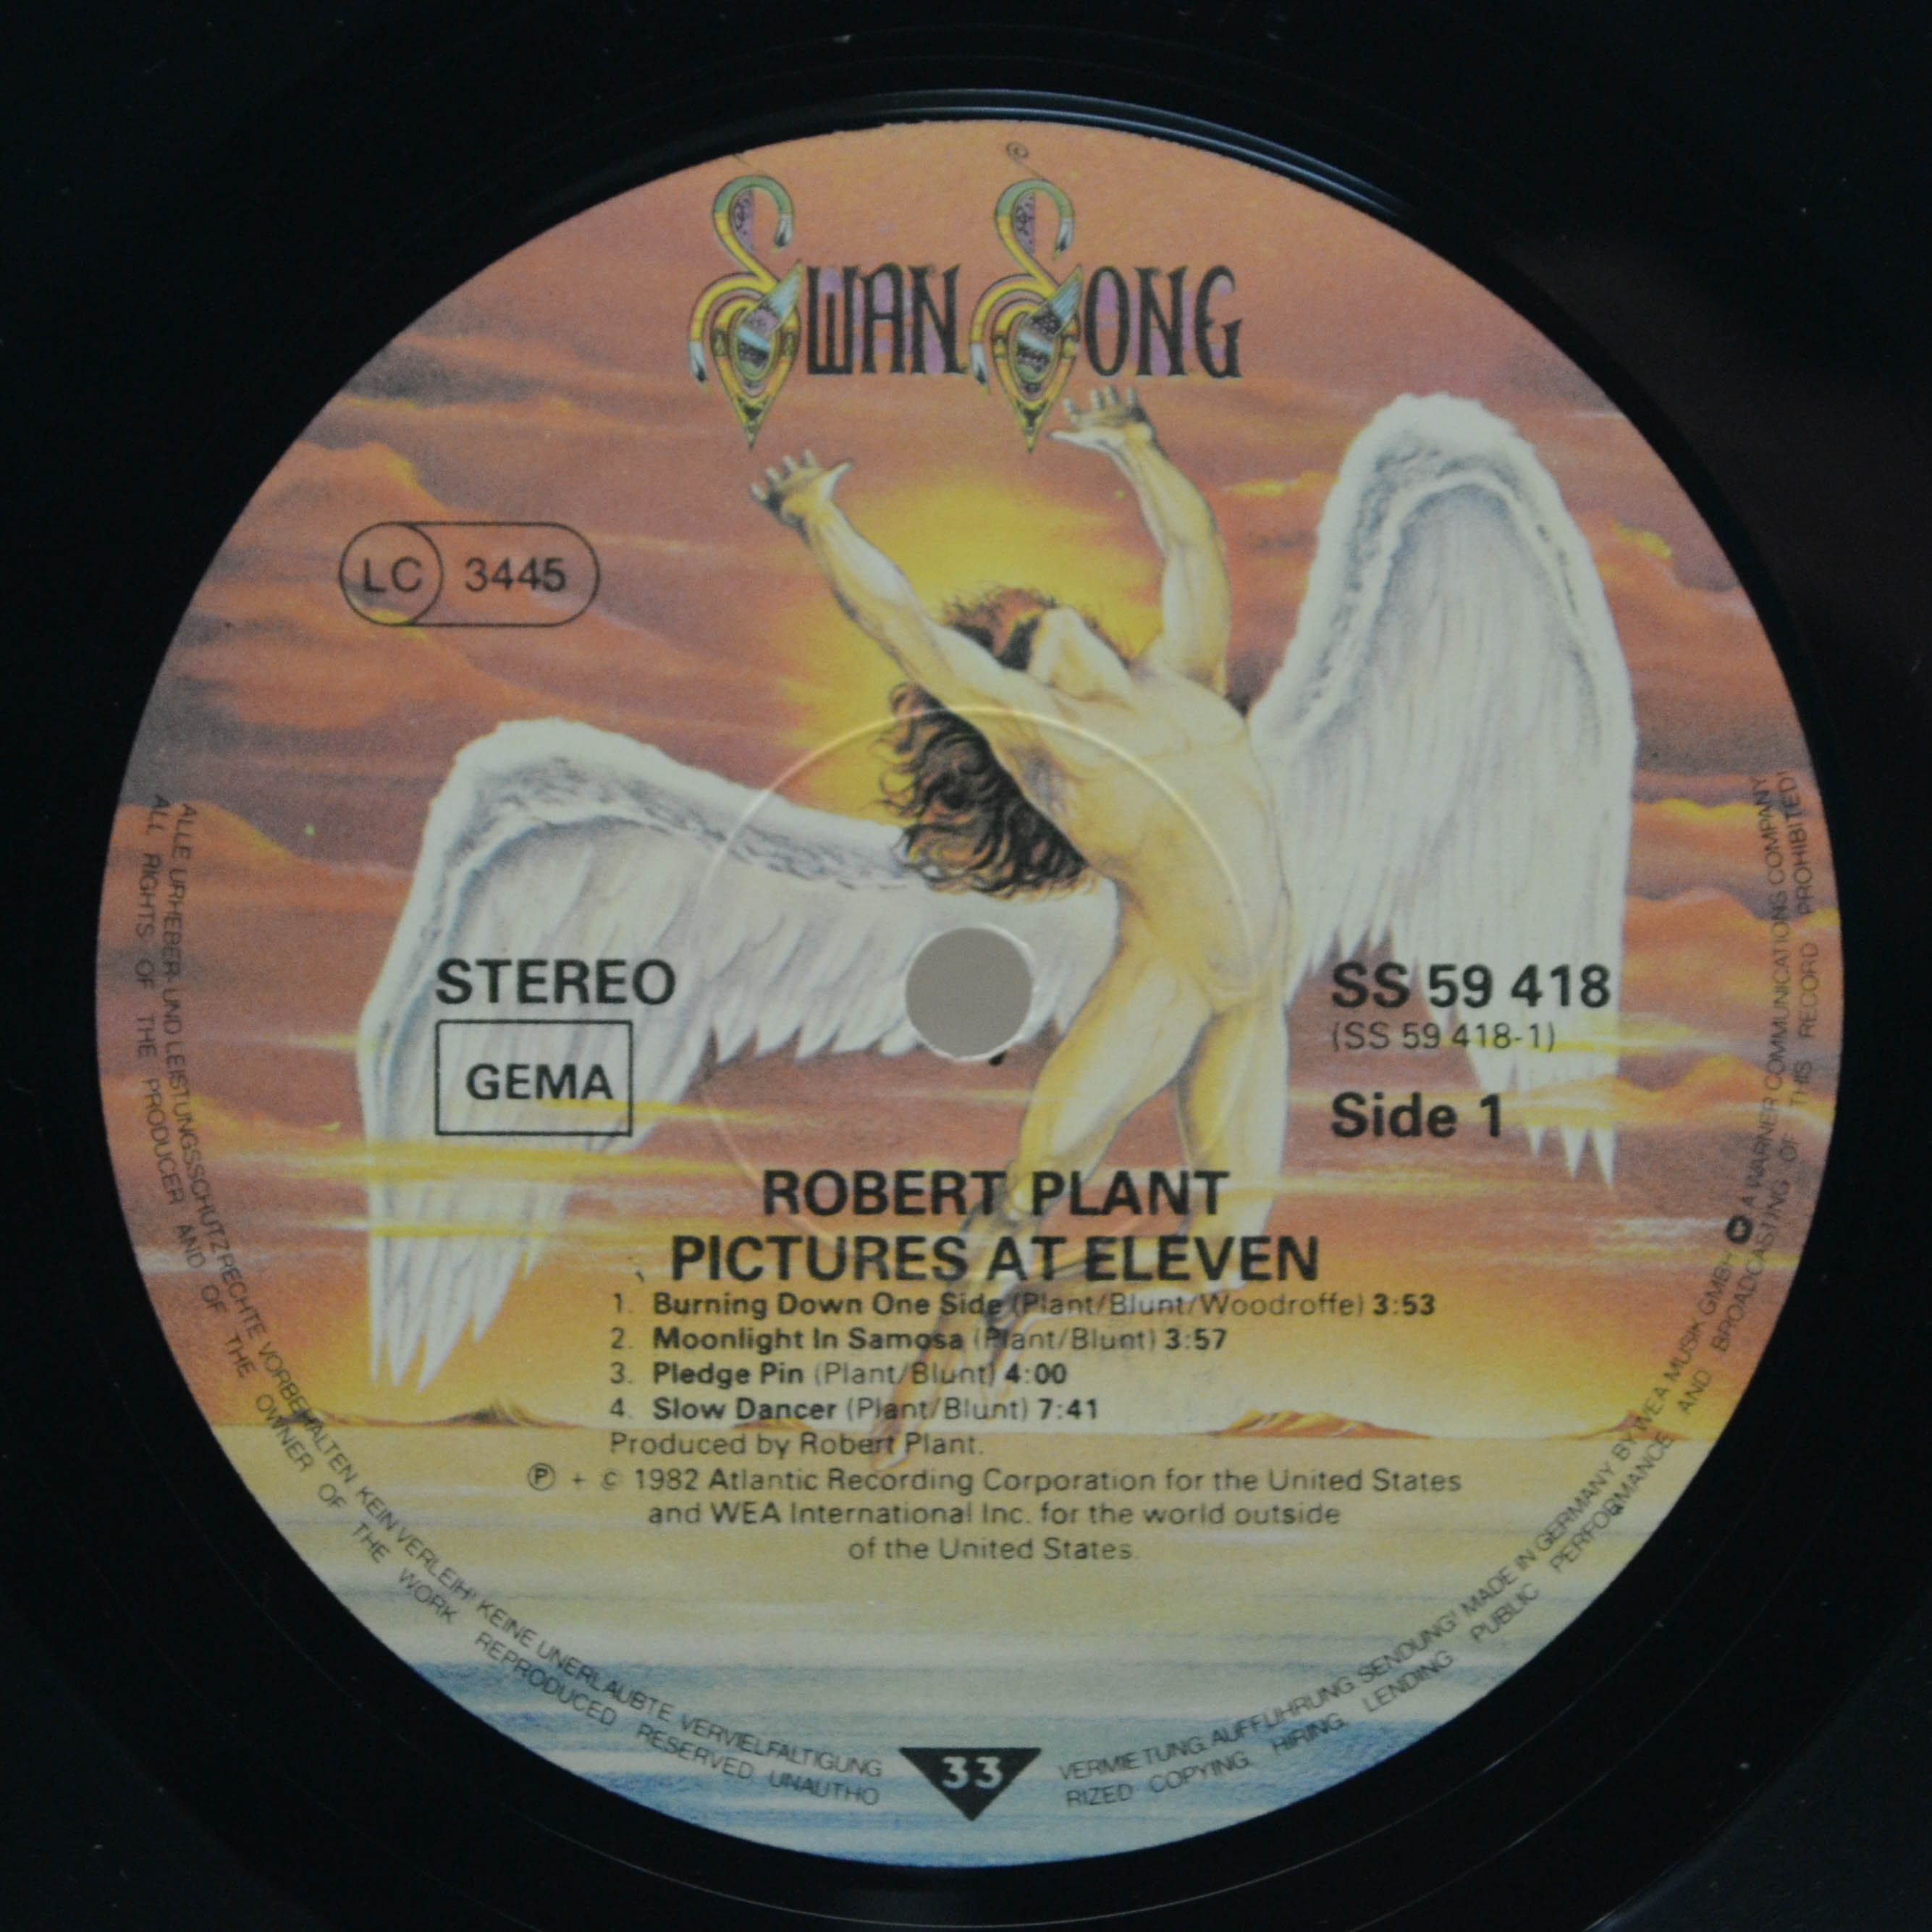 ©
SWAN SONG
LC 3445
STEREO
GEMA
SS 59 418
(SS 59 418-1)
Side 1
ROBERT PLANT
PICTURES AT ELEVEN
1. Burning Down One Side (Plant/Blunt/Woodroffe) 3:53
2. Moonlight In Samosa (Plant/Blunt) 3:57
3. Pledge Pin (Plant/Blunt) 4:00
4. Slow Dancer (Plant/Blunt) 7:41
Produced by Robert Plant.
Ⓟ + © 1982 Atlantic Recording Corporation for the United States
and WEA International Inc. for the world outside
of the United States.
ALLE URHEBER UND LEISTUNGSSCHUTZRECHTE VORBEHALTEN KEIN VERLEIH! KEINE UNERLAUBTE VERVIELFALTIGUNG
VERMIETUNG. AUFFUHRUNG. SENDUNG! MADE IN GERMANY BY WEA MUSIK GMBH A WARNER COMMUNICATIONS COMPANY
ALL RIGHTS OF THE PRODUCER AND OF THE OWNER OF THE WORK REPRODUCED RESERVED UNAUTHO
RIZED COPYING. HIRING. LENDING PUBLIC PERFORMANCE AND BROADCASTING OF THIS RECORD PROHIBITED
33